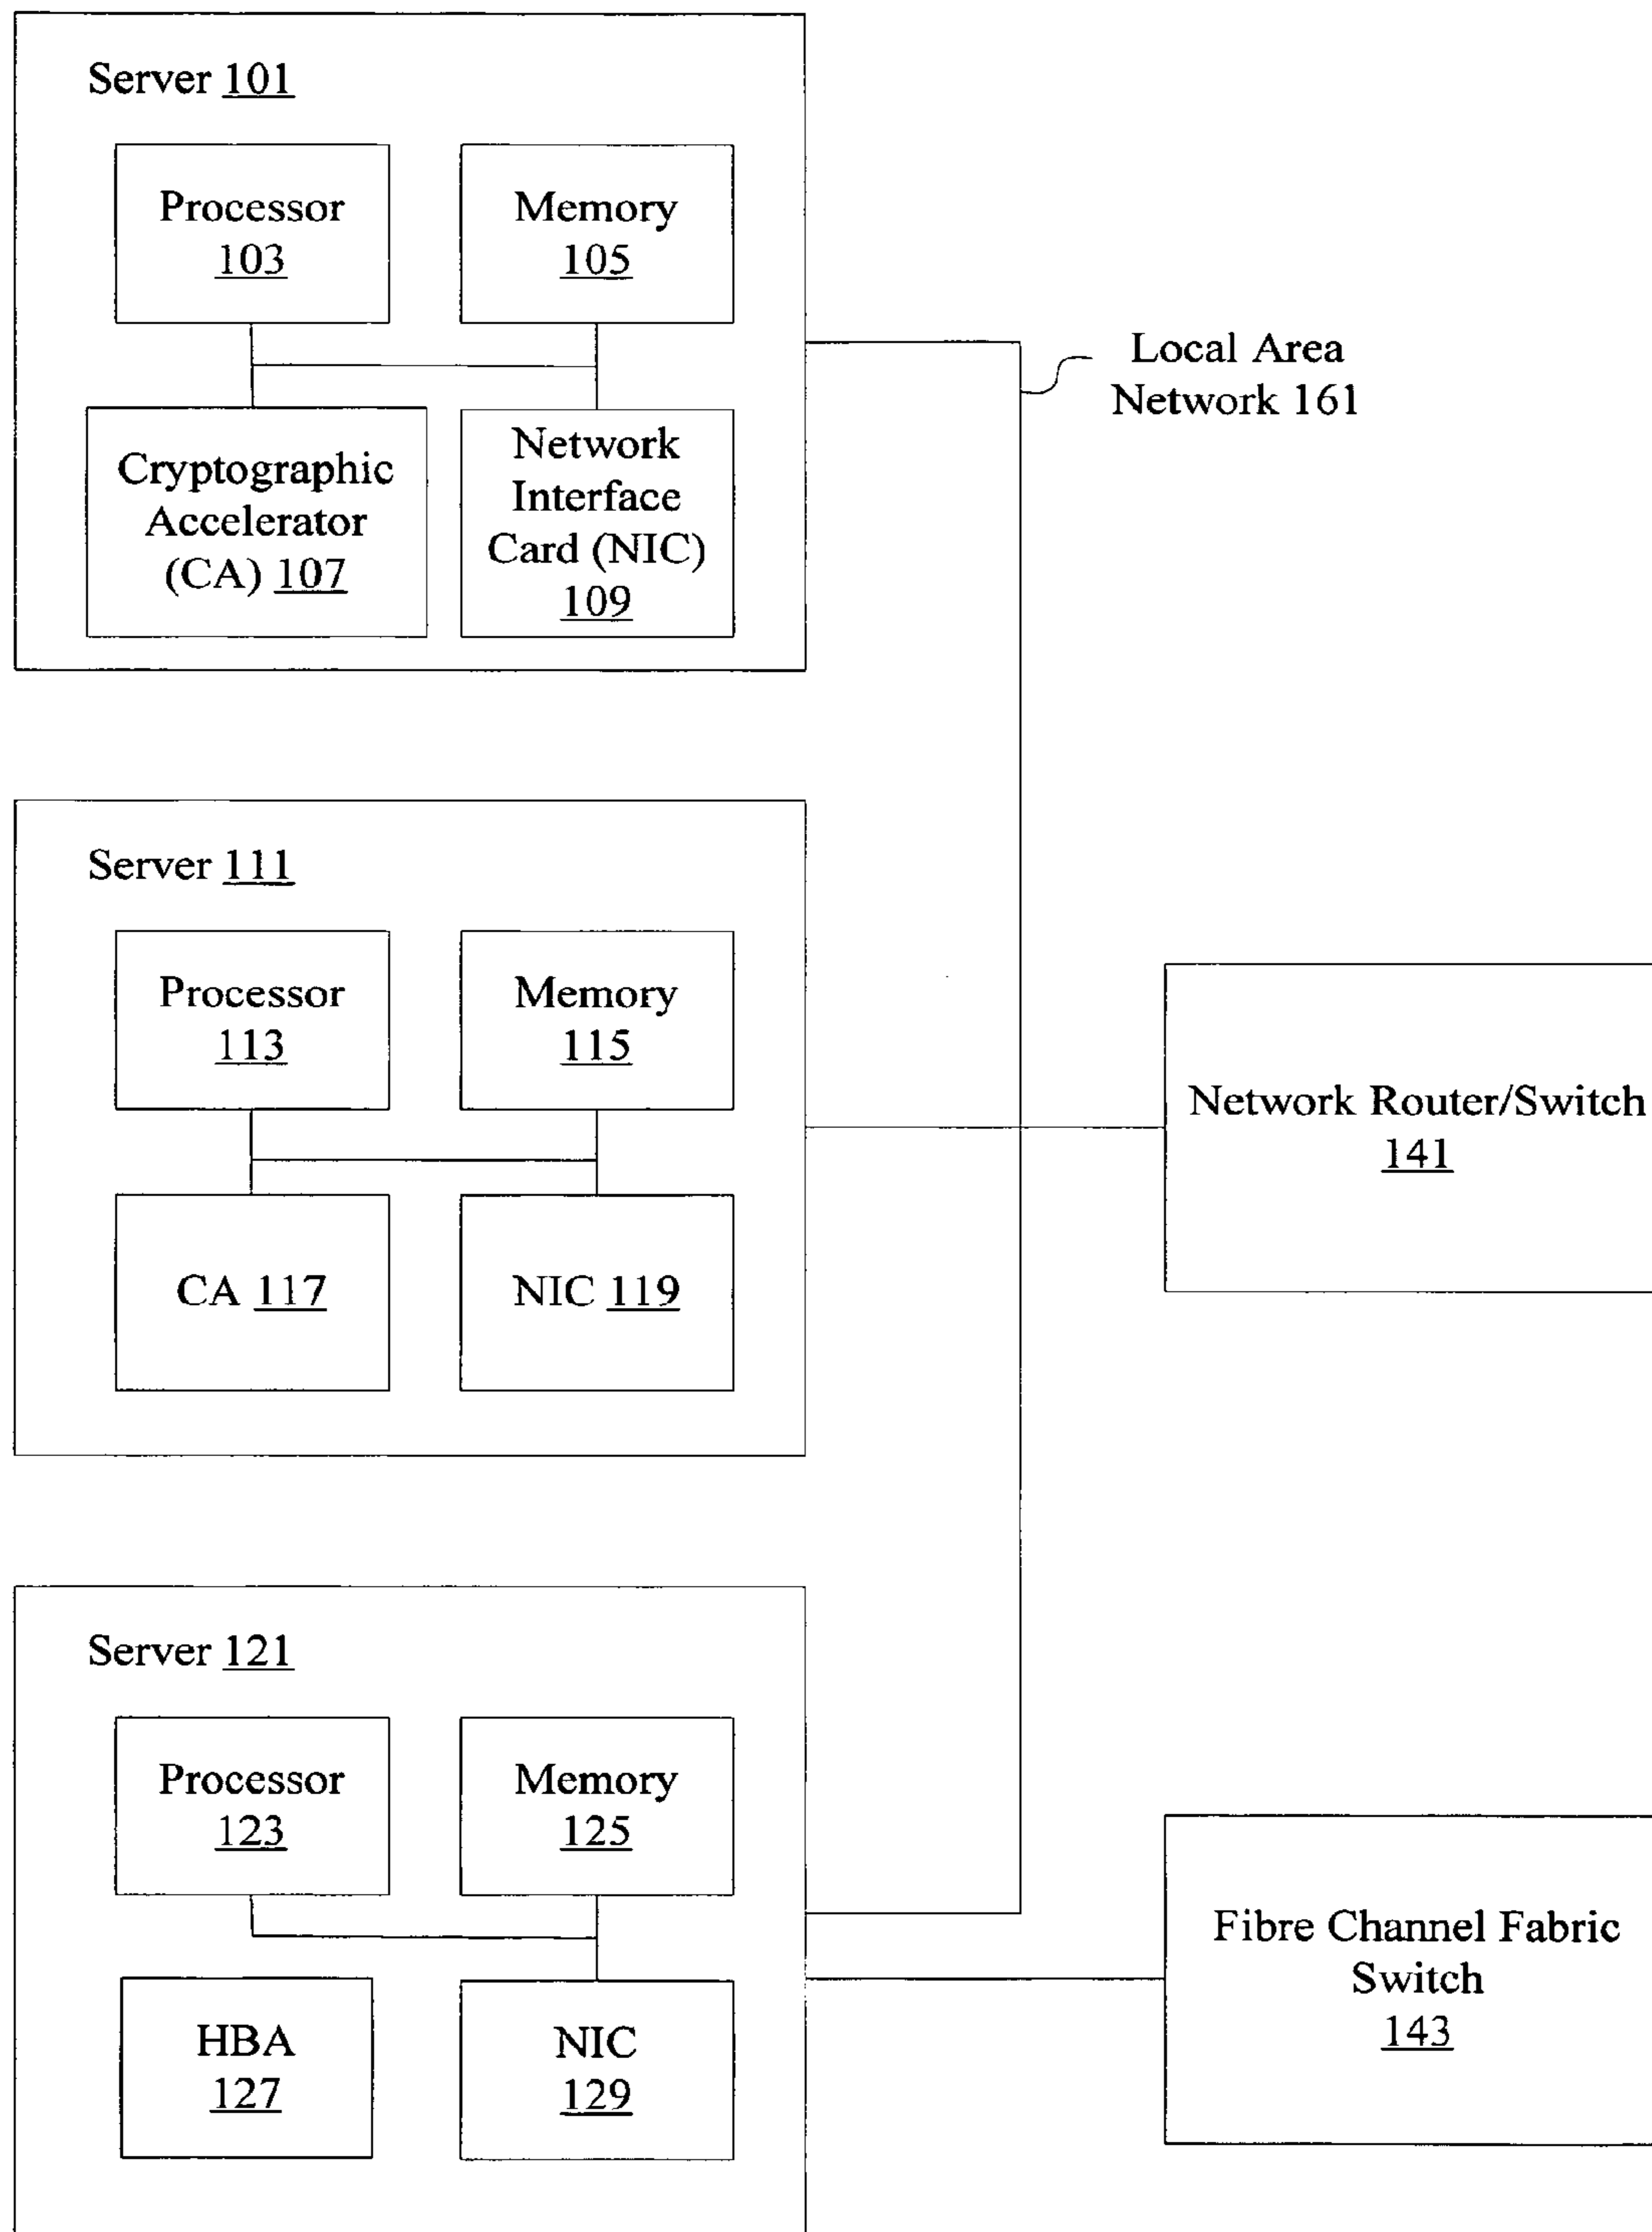 Server 101
Processor
103
Memory
105
Cryptographic
Accelerator
(CA) 107
Network
Interface
Card (NIC)
109
Local Area
Network 161
Server 111
Processor
113
Memory
115
CA 117
NIC 119
Network Router/Switch
141
Server 121
Processor
123
Memory
125
HBA
127
NIC
129
Fibre Channel Fabric
Switch
143